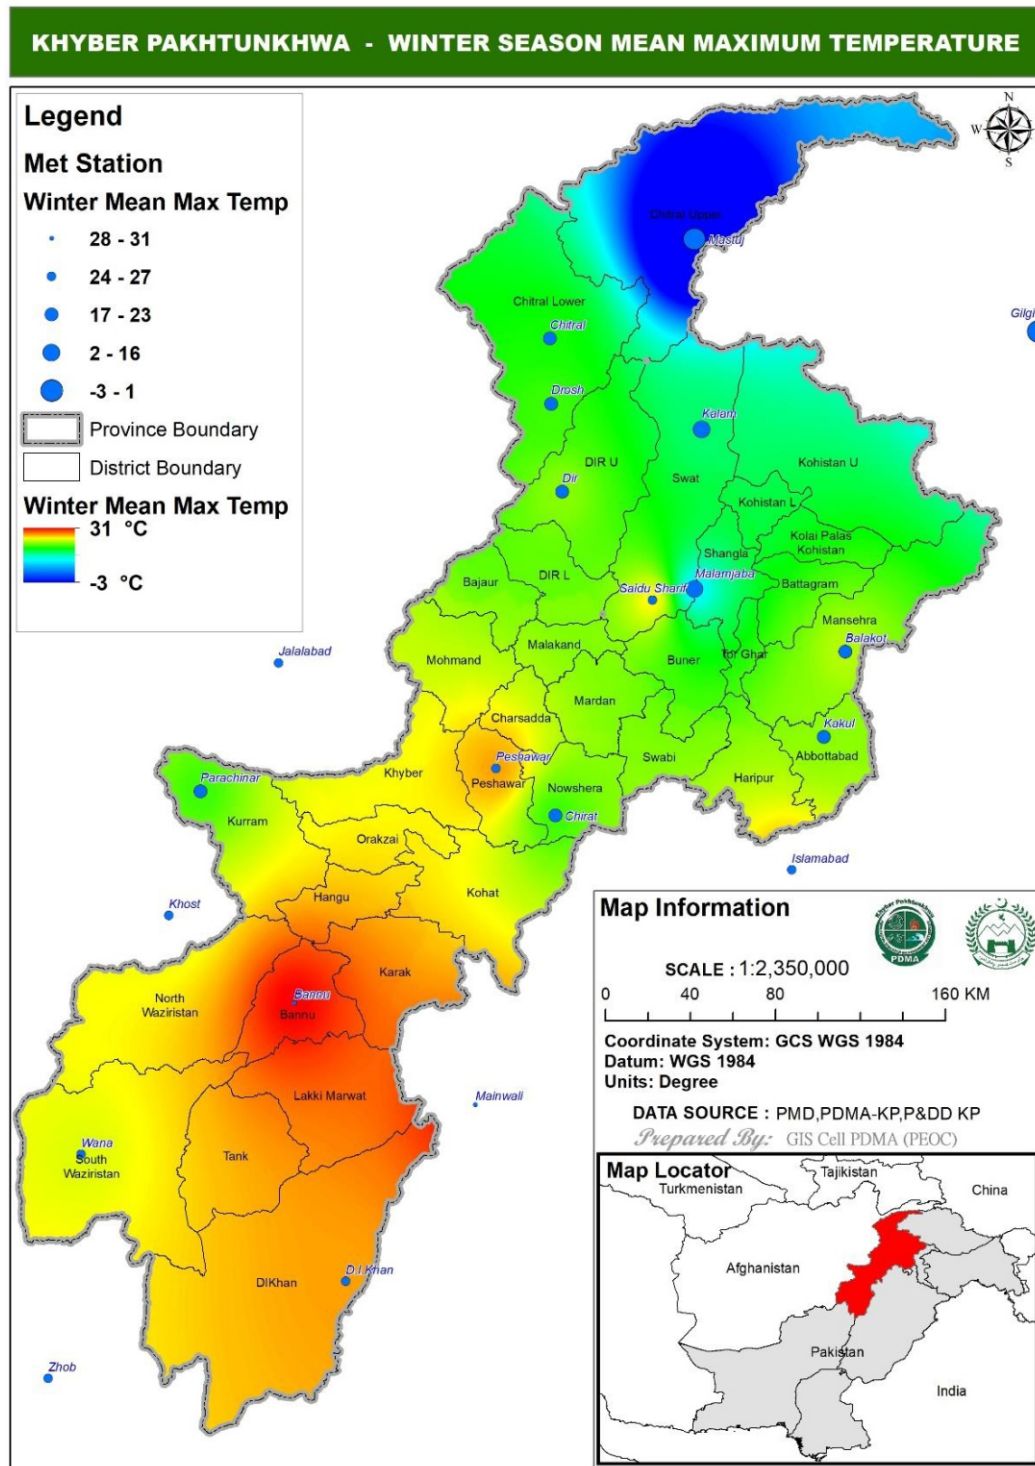 KHYBER PAKHTUNKHWA - WINTER SEASON MEAN MAXIMUM TEMPERATURE
Legend
Met Station
Winter Mean Max Temp
28 - 31
24 - 27
17 - 23
2 - 16
-3 - 1
Province Boundary
District Boundary
Winter Mean Max Temp
31 °C
-3 °C
N
W
S
Chitral Upper
Mastuj
Chitral Lower
Chitral
Gilgi
Drosh
Kalam
DIR U
Kohistan U
Dir
Swat
Kohistan L
Kolai Palas
Kohistan
Shangla
DIR L
Malamjaba
Bajaur
Saidu Sharif
Battagram
Mansehra
Balakot
Malakand
Tor Ghar
Buner
Jalalabad
Mohmand
Mardan
Charsadda
Kakul
Swabi
Abbottabad
Peshawar
Khyber
Peshawar
Nowshera
Haripur
Parachinar
Chirat
Kurram
Orakzai
Islamabad
Hangu
Kohat
Khost
Karak
North
Waziristan
Bannu
Bannu
Lakki Marwat
Mainwali
Wana
South
Waziristan
Tank
DIKhan
D.I.Khan
Zhob
Map Information
PDMA
SCALE : 1:2,350,000
0 40 80 160 KM
Coordinate System: GCS WGS 1984
Datum: WGS 1984
Units: Degree
DATA SOURCE : PMD,PDMA-KP,P&DD KP
Prepared By: GIS Cell PDMA (PEOC)
Map Locator
Tajikistan
Turkmenistan
China
Afghanistan
Pakistan
India